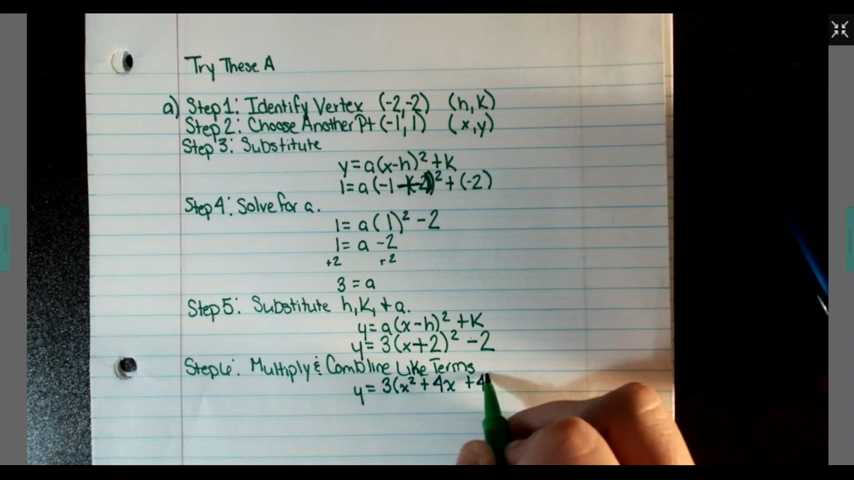 Try These A
a) Step 1: Identify Vertex (-2,-2) (h,K)
Step 2: Choose Another Pt (-1,1) (x,y)
Step 3: Substitute
y=a(x-h)²+K
1=a(-1 )²+(-2)
Step 4: Solve for a.
1=a(1)²-2
1=a-2
+2 +2
3=a
Step 5: Substitute h, K, + a.
y=a(x-h)²+K
y=3(x+2)²-2
Step 6: Multiply & Combine Like Terms
y=3(x²+4x+4